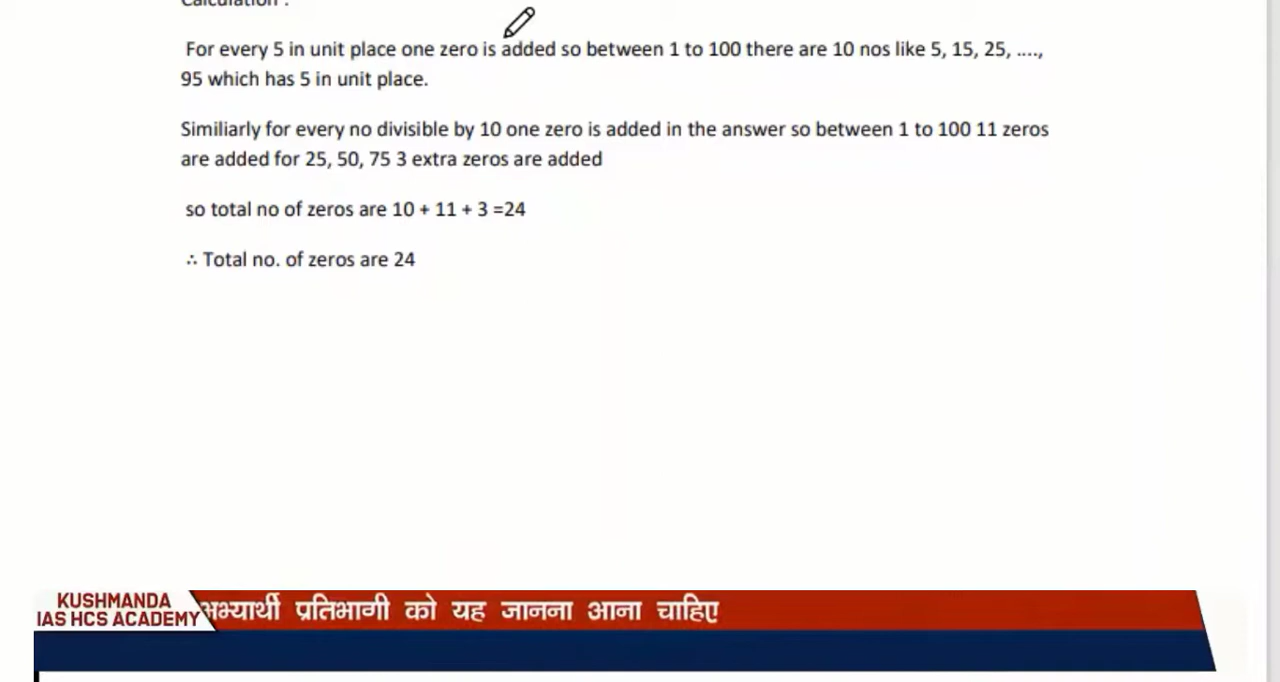 Calculation :
For every 5 in unit place one zero is added so between 1 to 100 there are 10 nos like 5, 15, 25, ....,
95 which has 5 in unit place.
Similiarly for every no divisible by 10 one zero is added in the answer so between 1 to 100 11 zeros
are added for 25, 50, 75 3 extra zeros are added
so total no of zeros are 10 + 11 + 3 =24
∴ Total no. of zeros are 24
KUSHMANDA
IAS HCS ACADEMY
अभ्यार्थी प्रतिभागी को यह जानना आना चाहिए